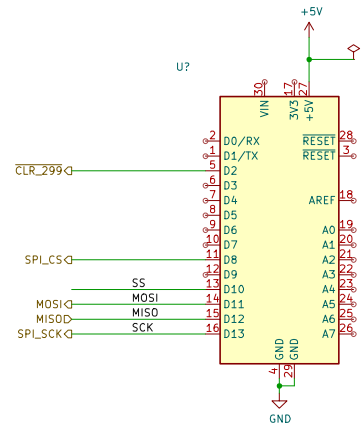 +5V
U?
30 17 27
VIN 3V3 +5V
2 D0/RX RESET 28
1 D1/TX RESET 3
CLR_299 5 D2
6 D3
7 D4 AREF 18
8 D5
9 D6 A0 19
10 D7 A1 20
SPI_CS 11 D8 A2 21
12 D9 A3 22
SS 13 D10 A4 23
MOSI MOSI 14 D11 A5 24
MISO MISO 15 D12 A6 25
SPI_SCK SCK 16 D13 A7 26
GND GND
4 29
GND